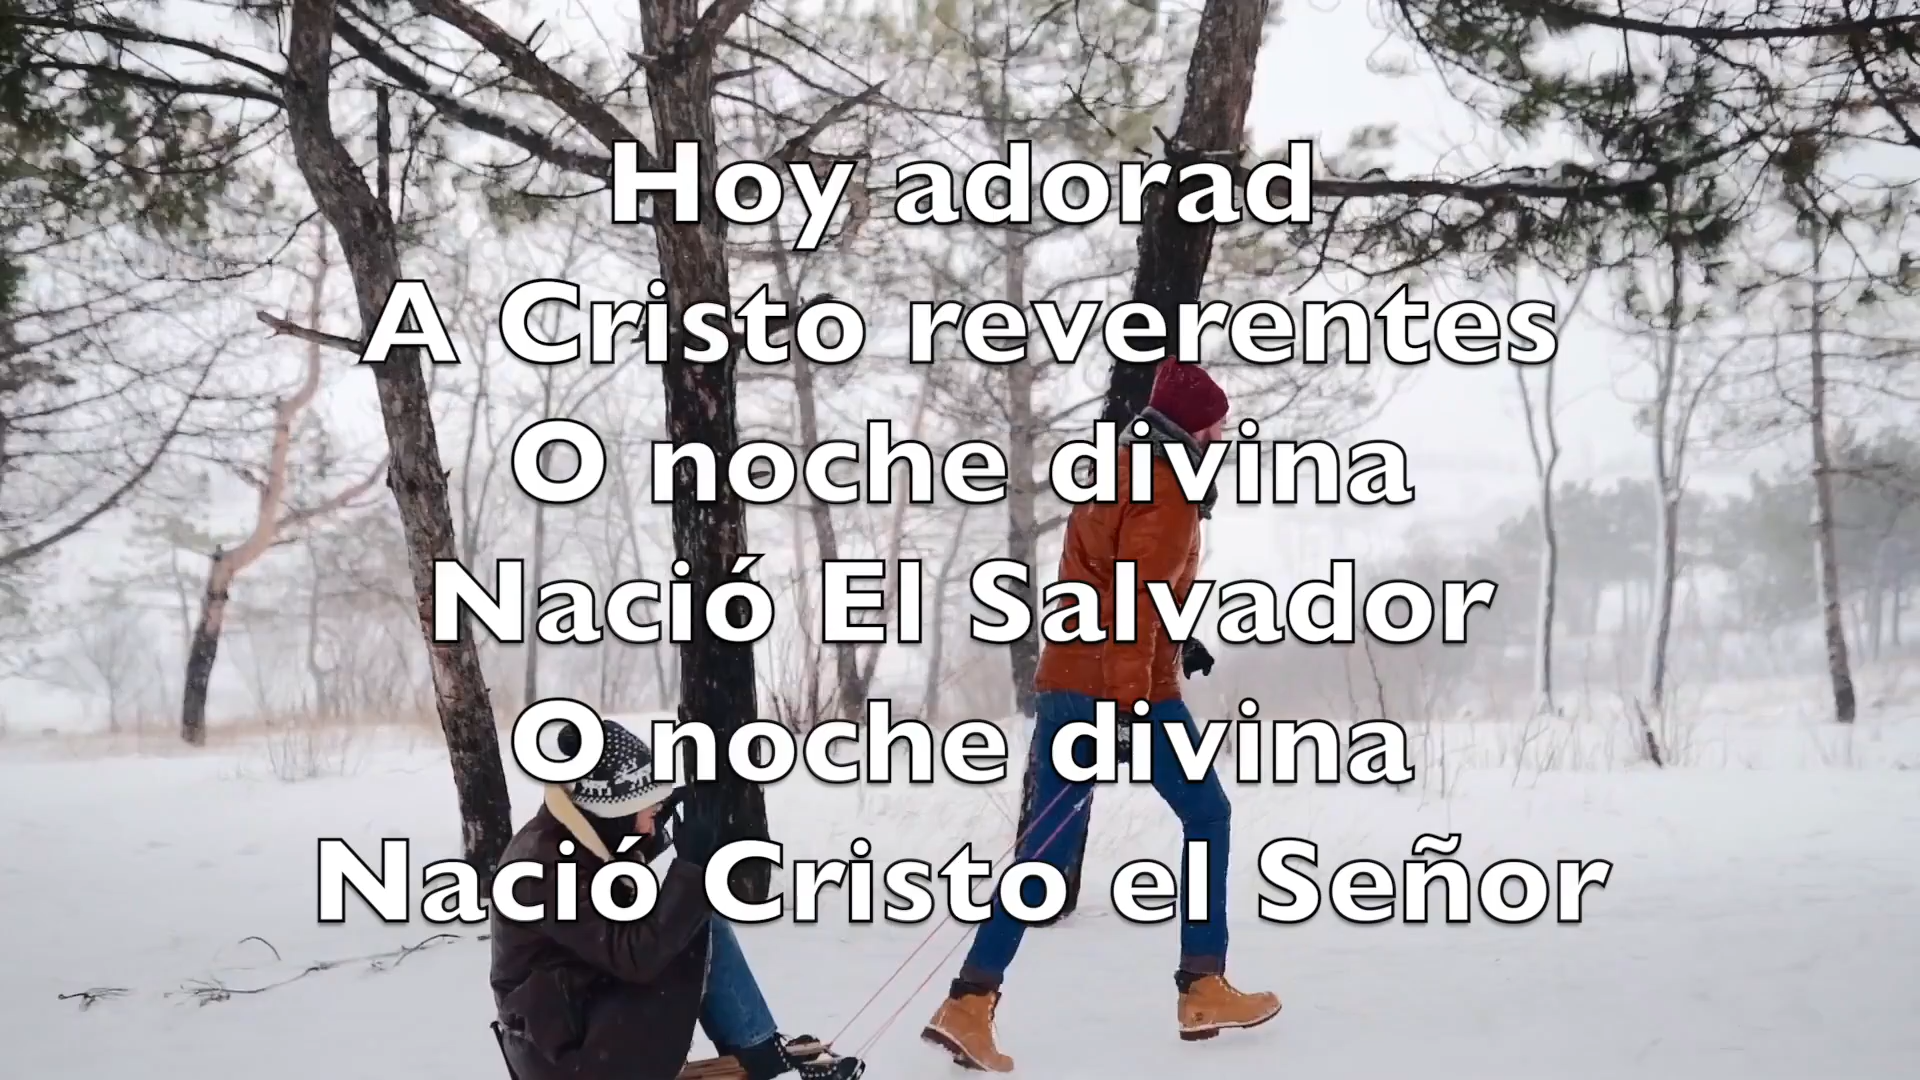 Hoy adorad
A Cristo reverentes
O noche divina
Nació El Salvador
O noche divina
Nació Cristo el Señor